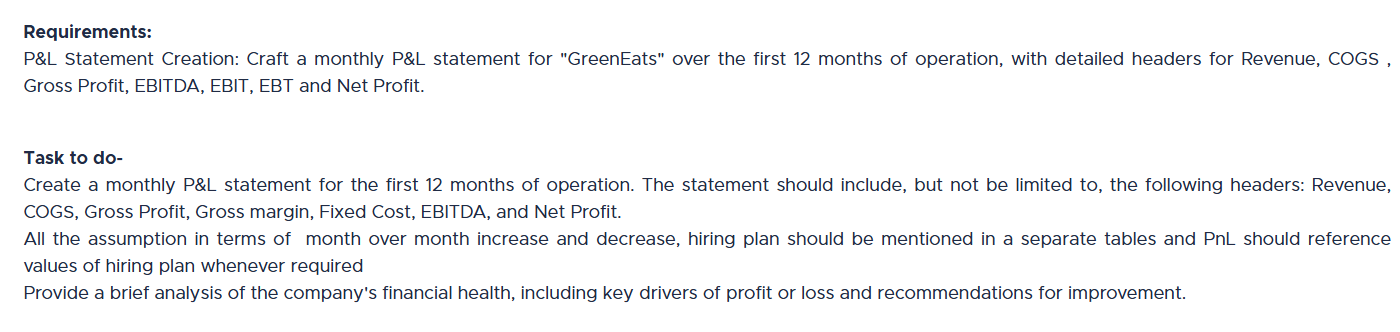 Requirements:
P&L Statement Creation: Craft a monthly P&L statement for "GreenEats" over the first 12 months of operation, with detailed headers for Revenue, COGS ,
Gross Profit, EBITDA, EBIT, EBT and Net Profit.
Task to do-
Create a monthly P&L statement for the first 12 months of operation. The statement should include, but not be limited to, the following headers: Revenue,
COGS, Gross Profit, Gross margin, Fixed Cost, EBITDA, and Net Profit.
All the assumption in terms of  month over month increase and decrease, hiring plan should be mentioned in a separate tables and PnL should reference
values of hiring plan whenever required
Provide a brief analysis of the company's financial health, including key drivers of profit or loss and recommendations for improvement.